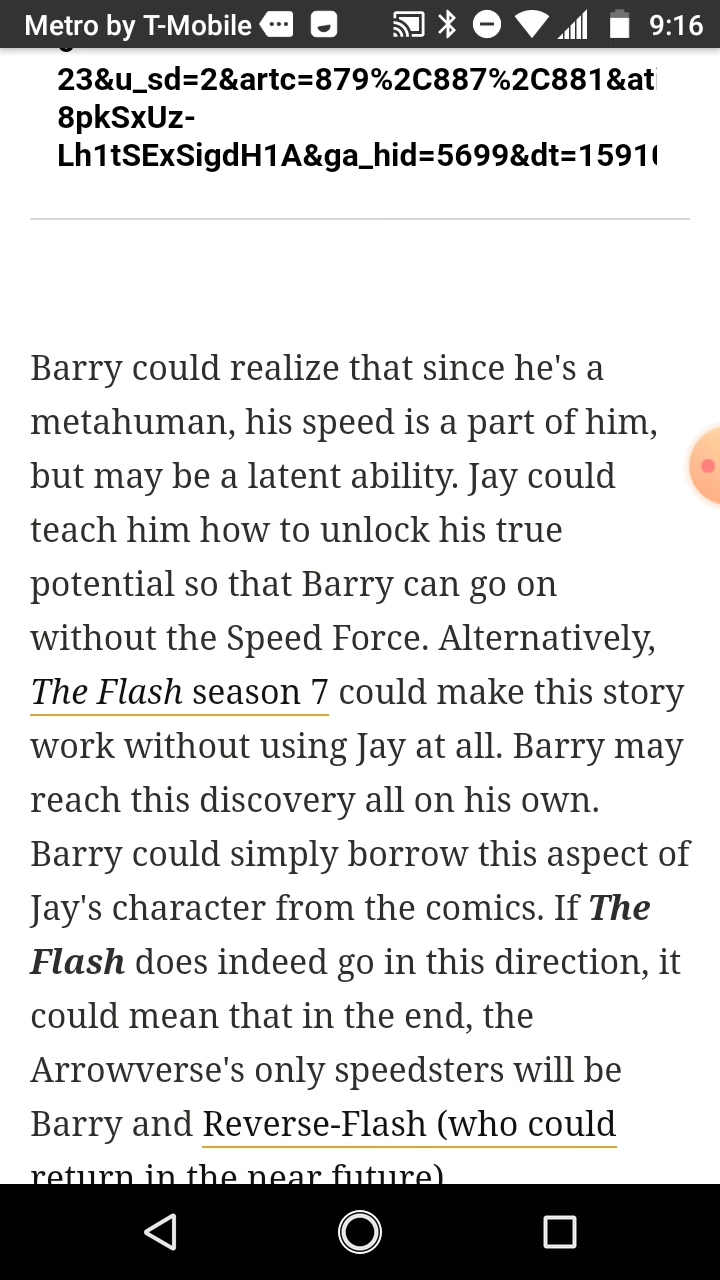 Metro by T-Mobile 9:16
23&u_sd=2&artc=879%2C887%2C881&ati
8pkSxUz-
Lh1tSExSigdH1A&ga_hid=5699&dt=1591
Barry could realize that since he's a
metahuman, his speed is a part of him,
but may be a latent ability. Jay could
teach him how to unlock his true
potential so that Barry can go on
without the Speed Force. Alternatively,
The Flash season 7 could make this story
work without using Jay at all. Barry may
reach this discovery all on his own.
Barry could simply borrow this aspect of
Jay's character from the comics. If The
Flash does indeed go in this direction, it
could mean that in the end, the
Arrowverse's only speedsters will be
Barry and Reverse-Flash (who could
return in the near future).